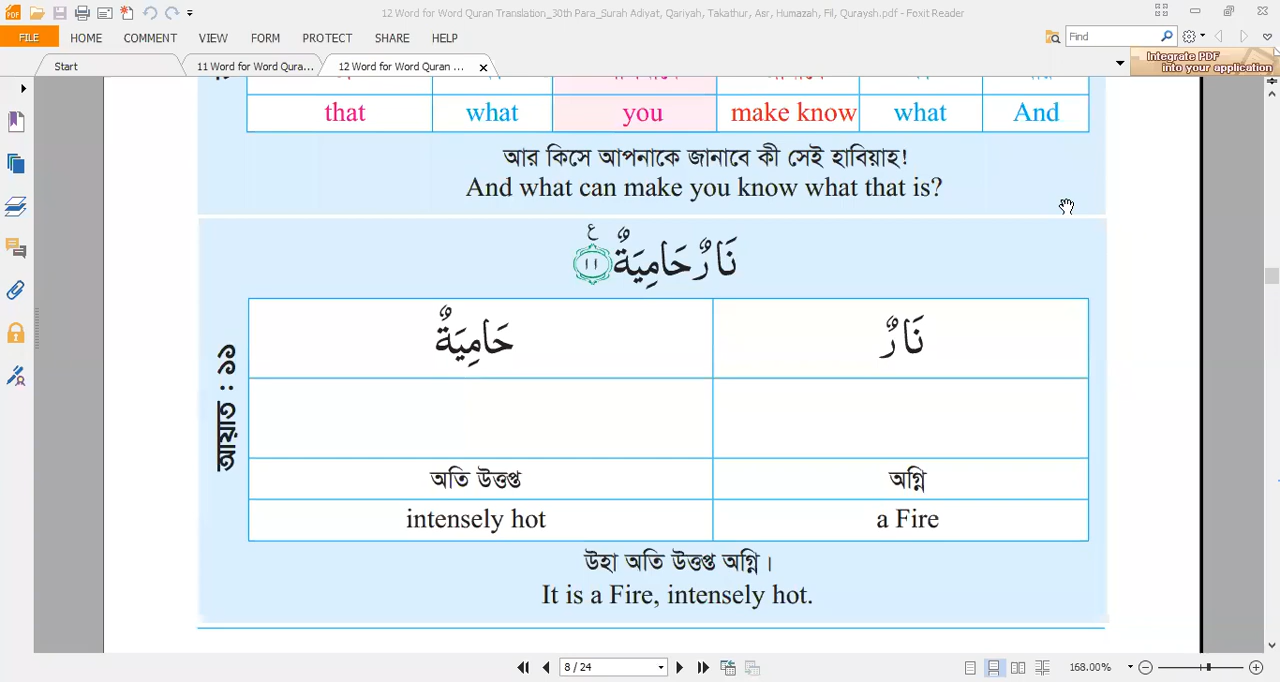 12 Word for Word Quran Translation_30th Para_Surah Adiyat, Qariyah, Takathur, Asr, Humazah, Fil, Quraysh.pdf - Foxit Reader
FILE HOME COMMENT VIEW FORM PROTECT SHARE HELP
Find
Start 11 Word for Word Qura... 12 Word for Word Quran ...
Integrate PDF
into your application
that what you make know what And
আর কিসে আপনাকে জানাবে কী সেই হাবিয়াহ!
And what can make you know what that is?
نَارٌ حَامِيَةٌ ۝١١ ع
আয়াত : ১১
نَارٌ حَامِيَةٌ
অতি উত্তপ্ত অগ্নি
intensely hot a Fire
উহা অতি উত্তপ্ত অগ্নি।
It is a Fire, intensely hot.
8 / 24 168.00%